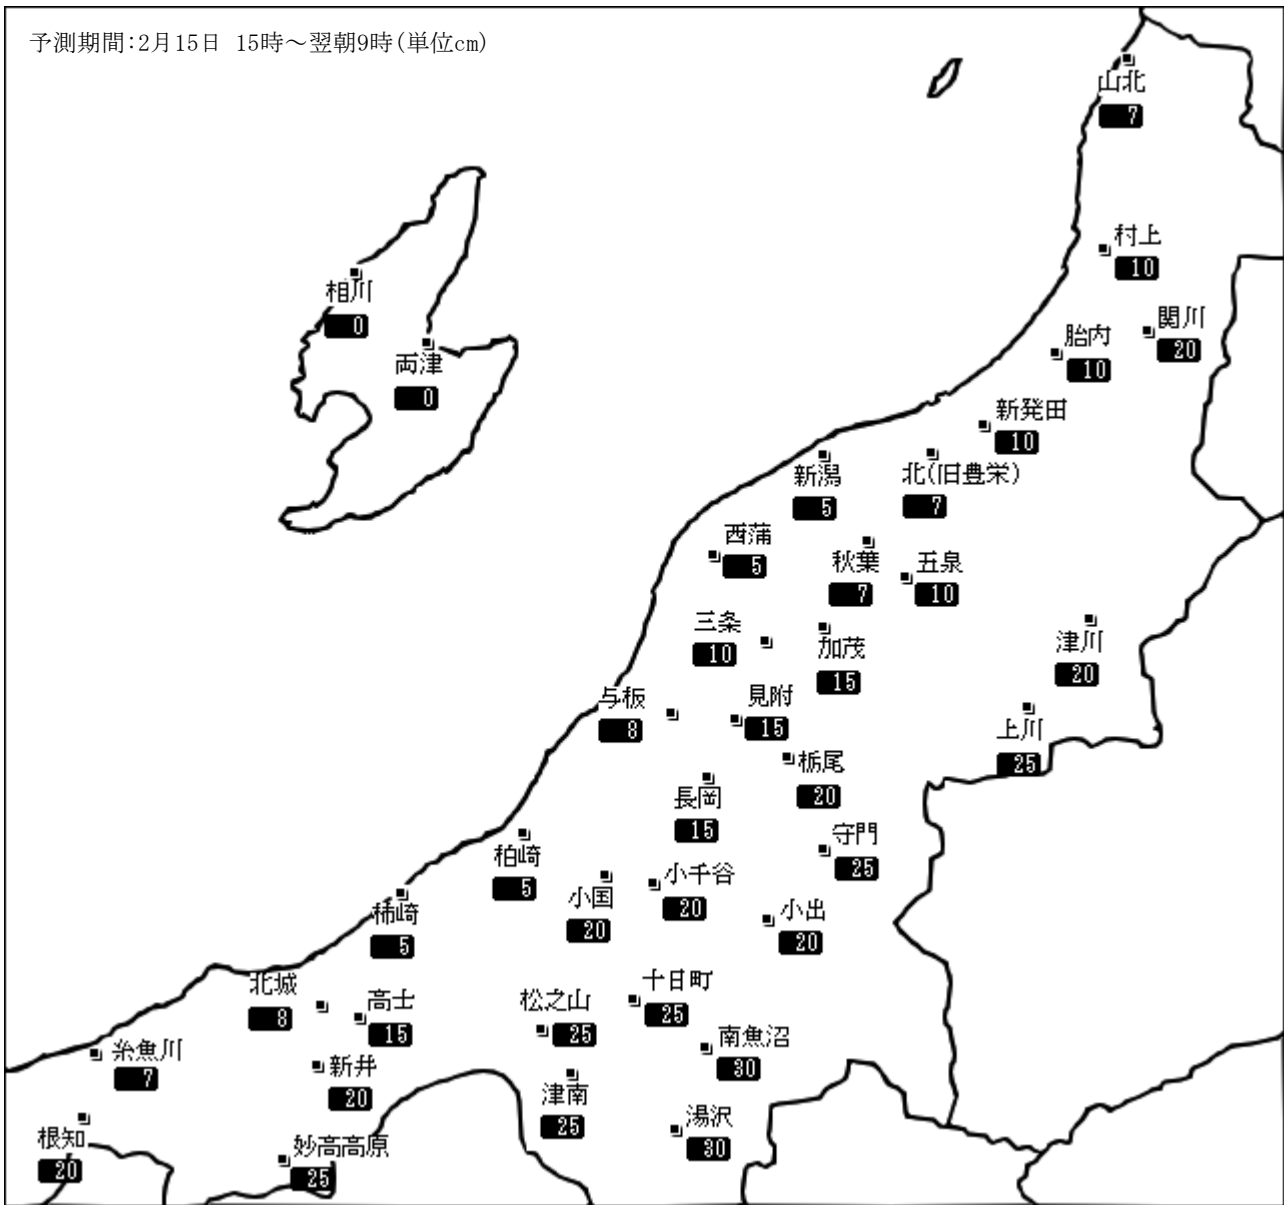 予測期間:2月15日 15時～翌朝9時(単位cm)
山北
7
村上
10
相川
0
関川
20
胎内
10
両津
0
新発田
10
新潟
5
北(旧豊栄)
7
西蒲
5
秋葉
7
五泉
10
三条
10
加茂
15
津川
20
与板
8
見附
15
上川
25
栃尾
20
長岡
15
守門
25
柏崎
5
小千谷
20
小国
20
小出
20
柿崎
5
北城
8
高士
15
松之山
25
十日町
25
南魚沼
30
糸魚川
7
新井
20
津南
25
湯沢
30
根知
20
妙高高原
25